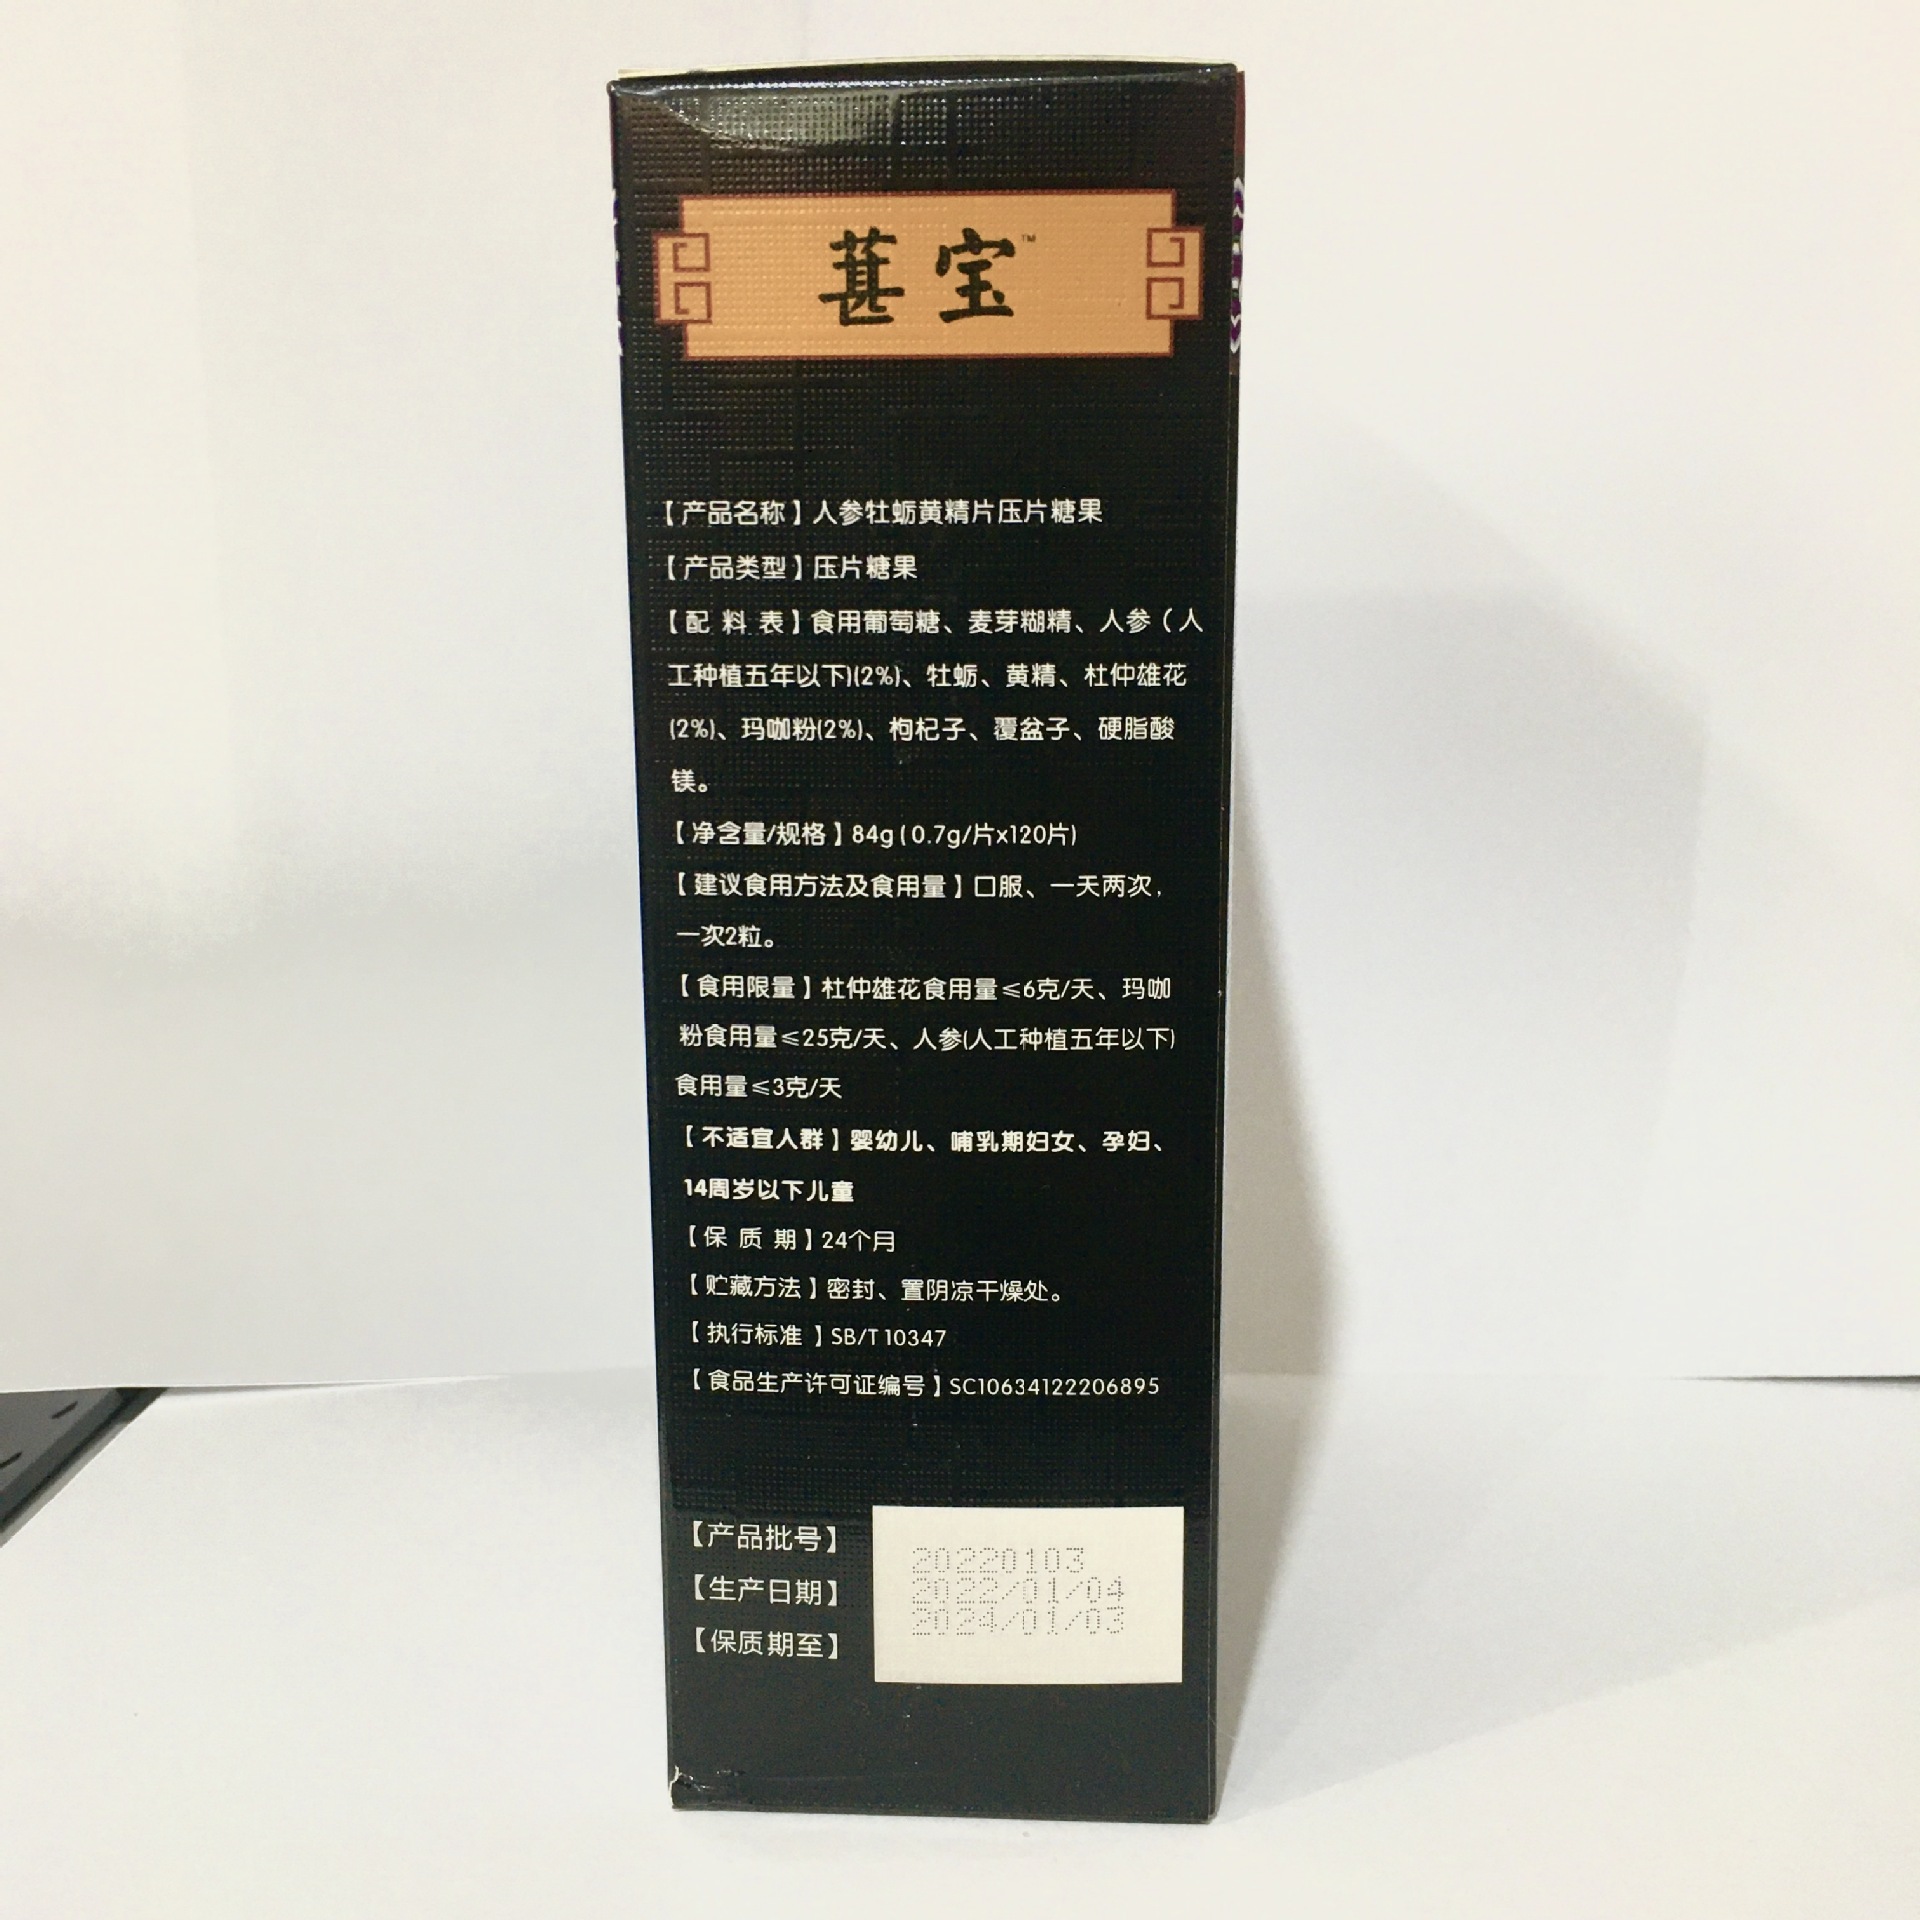 葚宝™
【产品名称】人参牡蛎黄精片压片糖果
【产品类型】压片糖果
【配 料 表】食用葡萄糖、麦芽糊精、人参（人
工种植五年以下)(2%)、牡蛎、黄精、杜仲雄花
(2%)、玛咖粉(2%)、枸杞子、覆盆子、硬脂酸
镁。
【净含量/规格】84g(0.7g/片x120片)
【建议食用方法及食用量】口服、一天两次,
一次2粒。
【食用限量】杜仲雄花食用量≤6克/天、玛咖
粉食用量≤25克/天、人参(人工种植五年以下)
食用量≤3克/天
【不适宜人群】婴幼儿、哺乳期妇女、孕妇、
14周岁以下儿童
【保 质 期】24个月
【贮藏方法】密封、置阴凉干燥处。
【执行标准】SB/T 10347
【食品生产许可证编号】SC10634122206895
【产品批号】 20220103
【生产日期】 2022/01/04
【保质期至】 2024/01/03